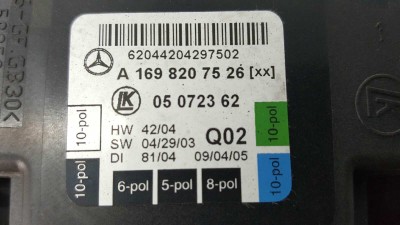 62044204297502
A 169 820 75 26 [xx]
LK 05 0723 62
HW 42/04
SW 04/29/03
DI 81/04 09/04/05
Q02
10-pol
10-pol
10-pol
10-pol
6-pol 5-pol 8-pol